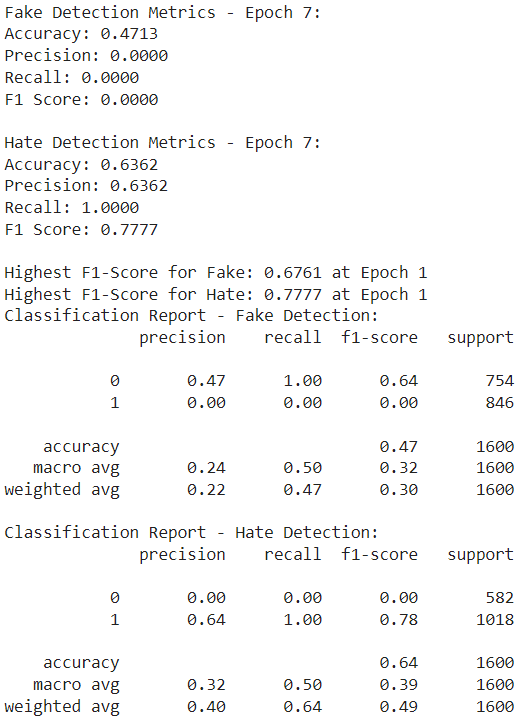 Fake Detection Metrics - Epoch 7:
Accuracy: 0.4713
Precision: 0.0000
Recall: 0.0000
F1 Score: 0.0000
Hate Detection Metrics - Epoch 7:
Accuracy: 0.6362
Precision: 0.6362
Recall: 1.0000
F1 Score: 0.7777
Highest F1-Score for Fake: 0.6761 at Epoch 1
Highest F1-Score for Hate: 0.7777 at Epoch 1
Classification Report - Fake Detection:
precision recall f1-score support
0 0.47 1.00 0.64 754
1 0.00 0.00 0.00 846
accuracy 0.47 1600
macro avg 0.24 0.50 0.32 1600
weighted avg 0.22 0.47 0.30 1600
Classification Report - Hate Detection:
precision recall f1-score support
0 0.00 0.00 0.00 582
1 0.64 1.00 0.78 1018
accuracy 0.64 1600
macro avg 0.32 0.50 0.39 1600
weighted avg 0.40 0.64 0.49 1600